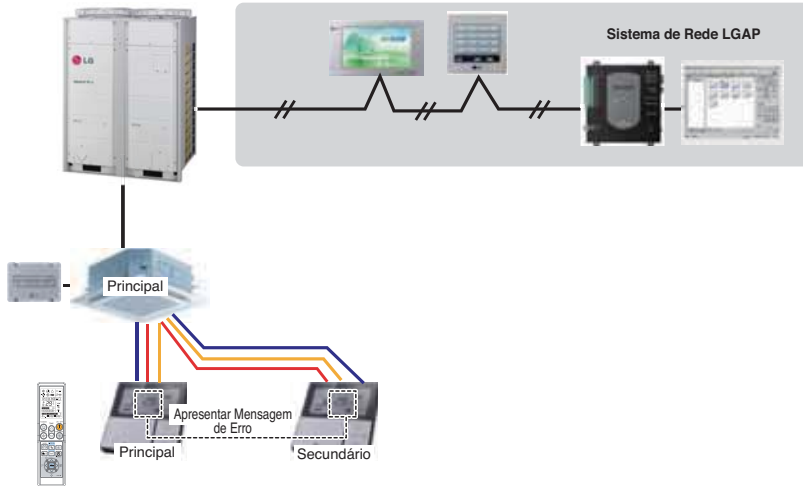 Sistema de Rede LGAP
LG
Principal
Apresentar Mensagem
de Erro
Principal
Secundário